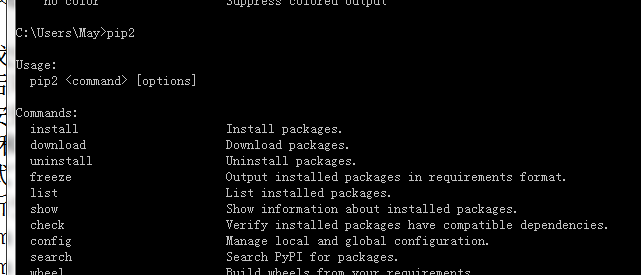 no color Suppress colored output
C:\Users\May>pip2
Usage:
pip2 <command> [options]
Commands:
install Install packages.
download Download packages.
uninstall Uninstall packages.
freeze Output installed packages in requirements format.
list List installed packages.
show Show information about installed packages.
check Verify installed packages have compatible dependencies.
config Manage local and global configuration.
search Search PyPI for packages.
wheel Build wheels from your requirements.